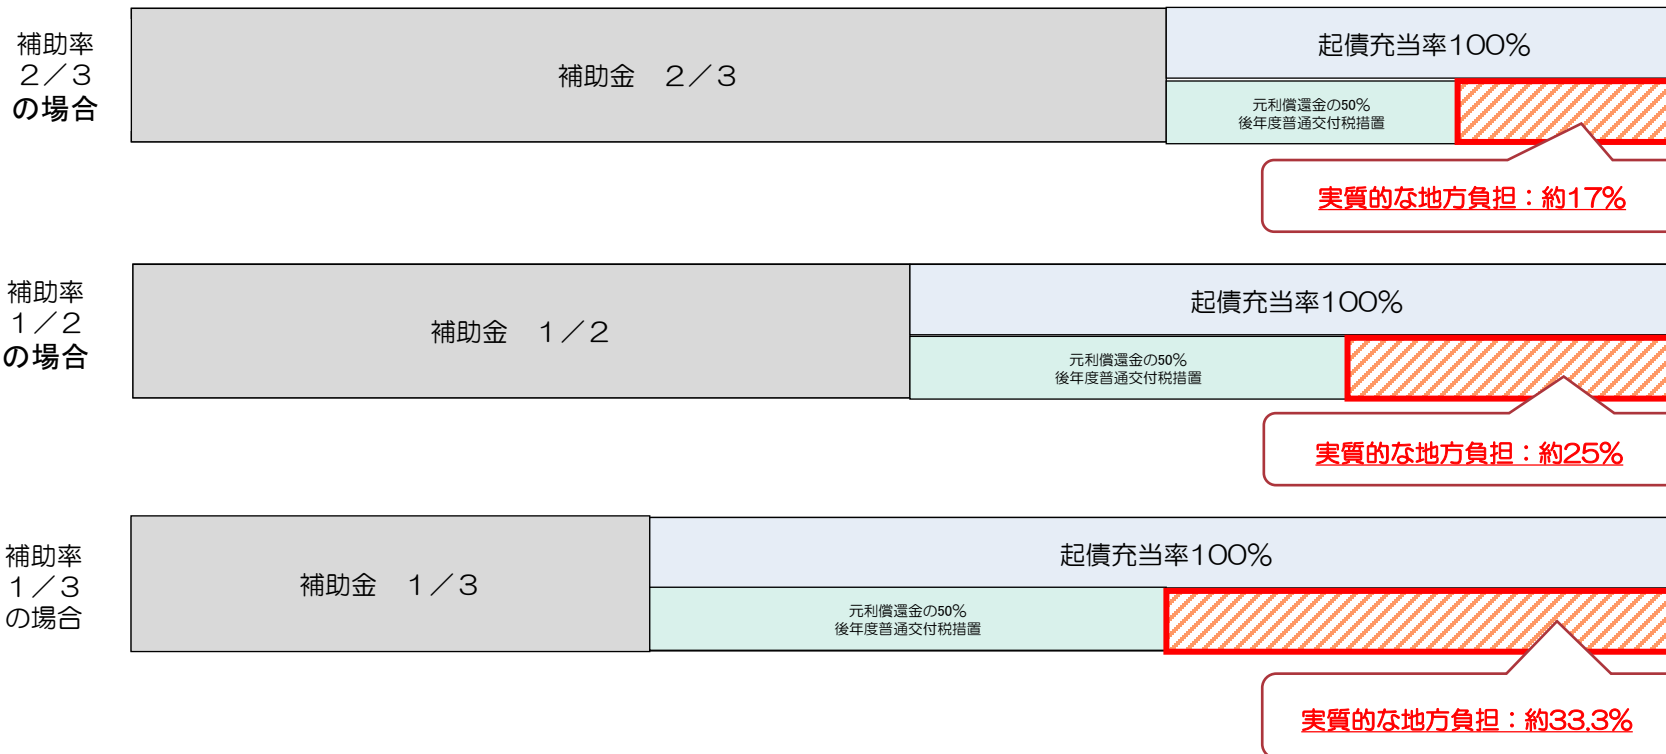 補助率
２／３
の場合
補助金　２／３
起債充当率100%
元利償還金の50%
後年度普通交付税措置
実質的な地方負担：約17%
補助率
１／２
の場合
補助金　１／２
起債充当率100%
元利償還金の50%
後年度普通交付税措置
実質的な地方負担：約25%
補助率
１／３
の場合
補助金　１／３
起債充当率100%
元利償還金の50%
後年度普通交付税措置
実質的な地方負担：約33.3%